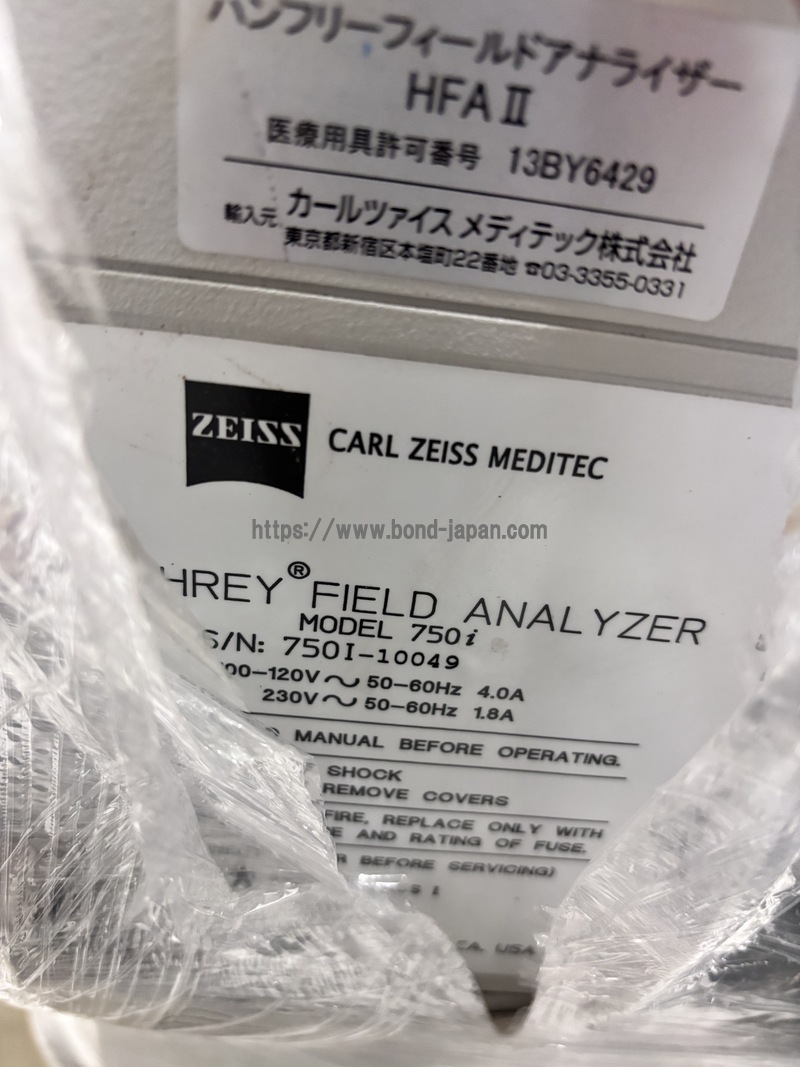 ハンフリーフィールドアナライザー
HFA II
医療用具許可番号 13BY6429
輸入元 カールツァイス メディテック株式会社
東京都新宿区本塩町22番地 ☎03-3355-0331
ZEISS CARL ZEISS MEDITEC
https://www.bond-japan.com
HREY® FIELD ANALYZER
MODEL 750i
S/N: 750I-10049
00-120V ~ 50-60Hz 4.0A
230V ~ 50-60Hz 1.8A
MANUAL BEFORE OPERATING.
SHOCK
REMOVE COVERS
FIRE, REPLACE ONLY WITH
E AND RATING OF FUSE.
R BEFORE SERVICING)
CA. USA